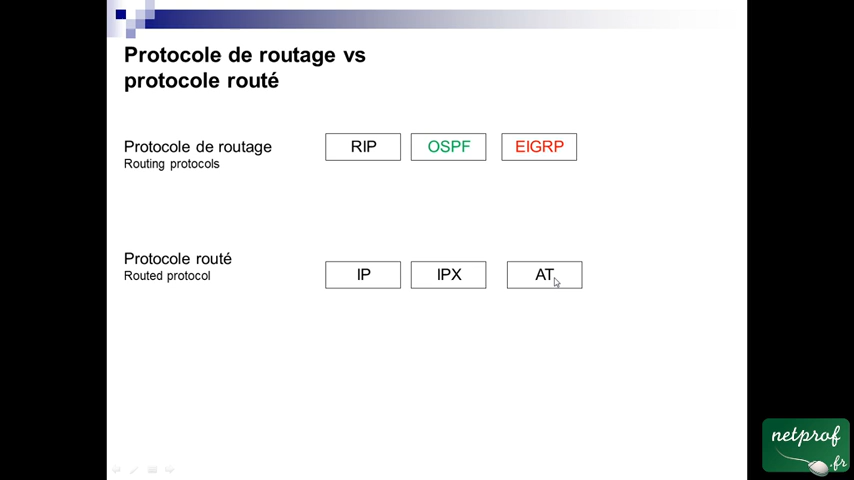 Protocole de routage vs
protocole routé
Protocole de routage
Routing protocols
RIP
OSPF
EIGRP
Protocole routé
Routed protocol
IP
IPX
AT
netprof
.fr